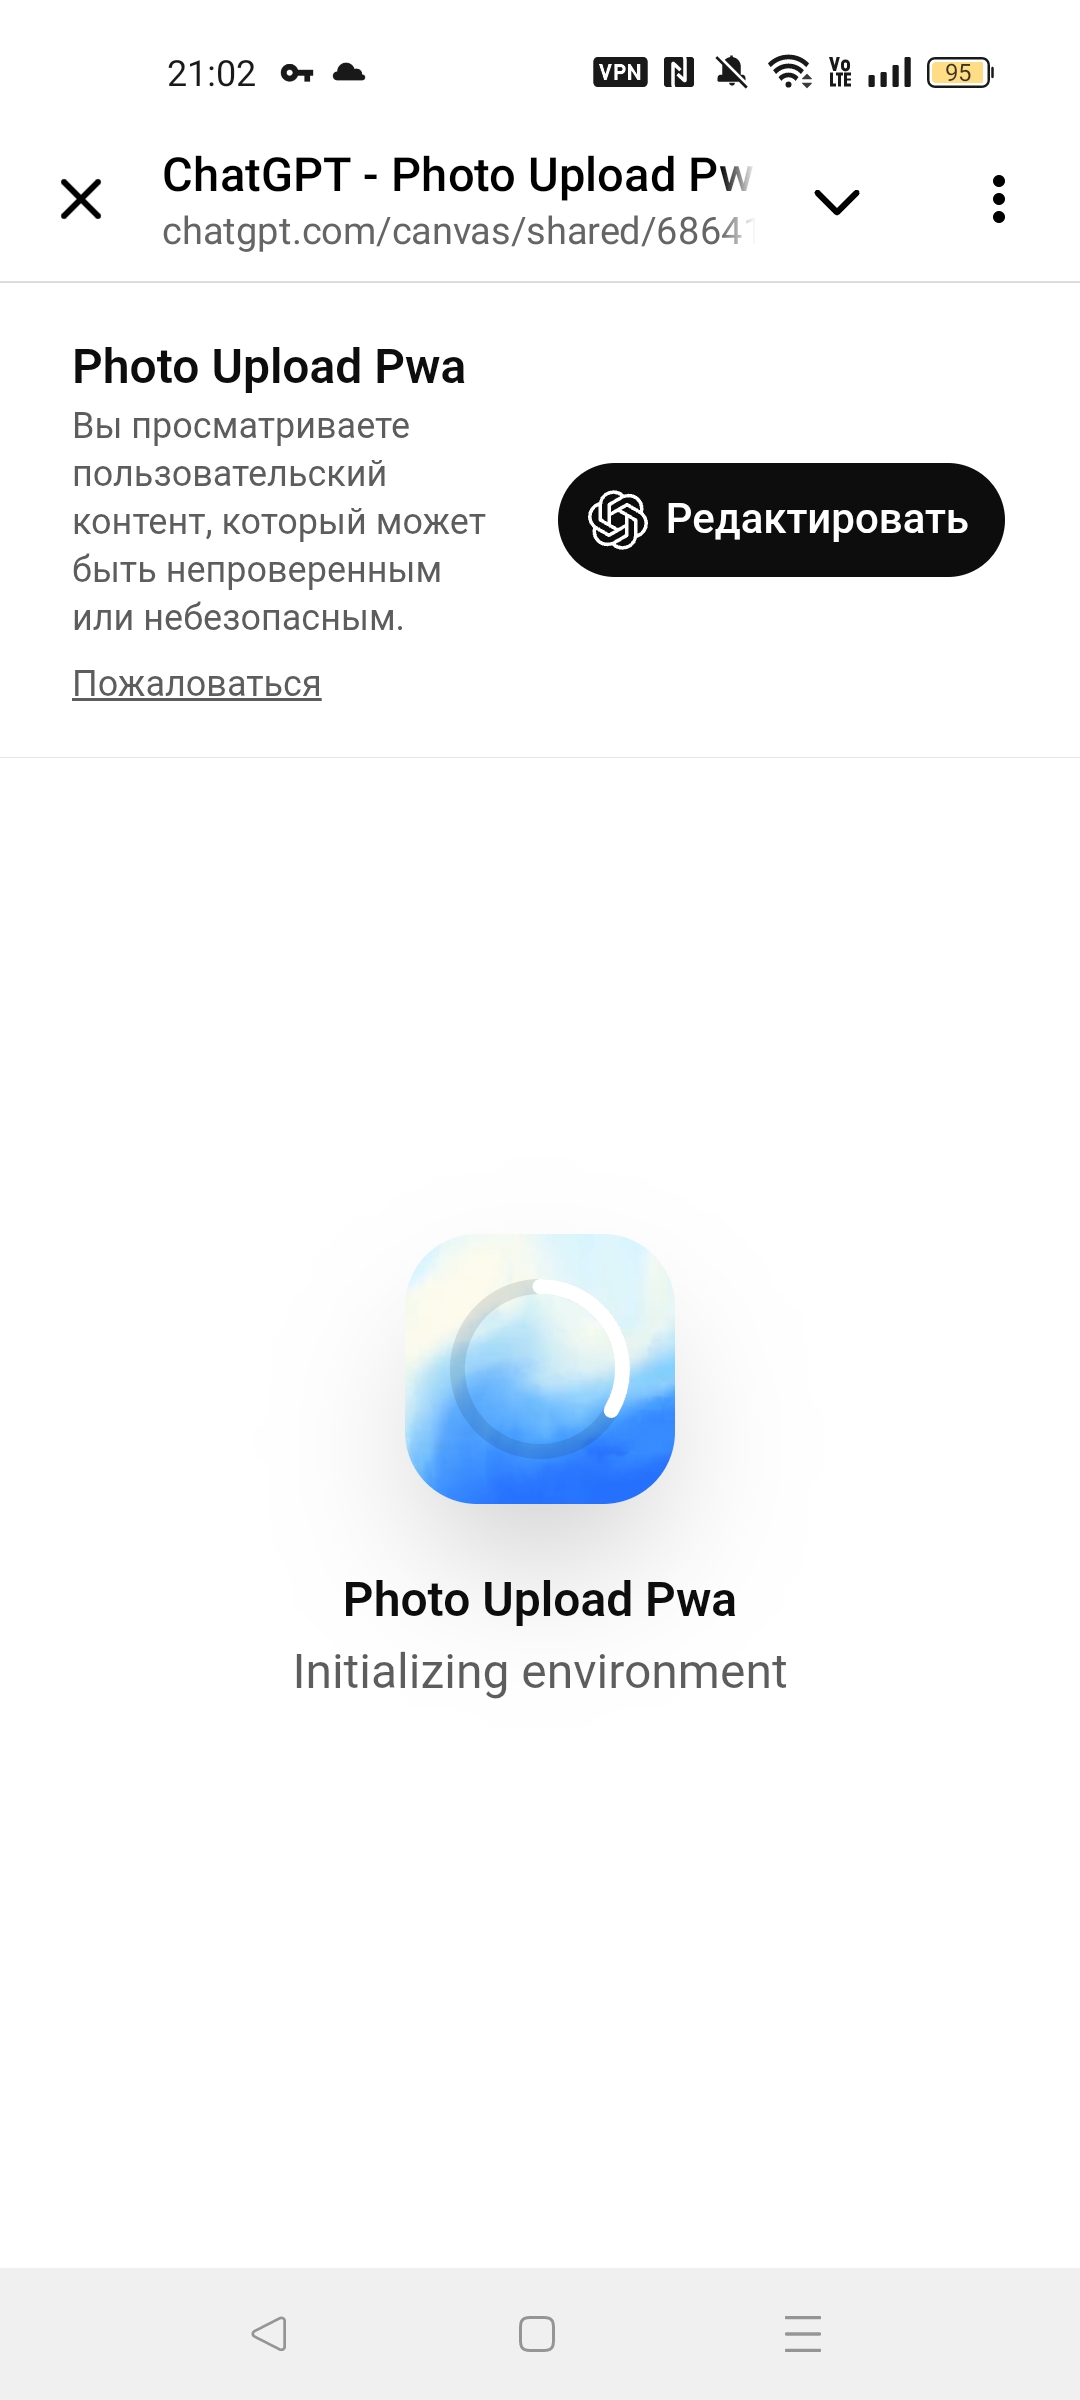 21:02
VPN
Vo
LTE
95
ChatGPT - Photo Upload Pw
chatgpt.com/canvas/shared/68641
Photo Upload Pwa
Вы просматриваете
пользовательский
контент, который может
быть непроверенным
или небезопасным.
Пожаловаться
Редактировать
Photo Upload Pwa
Initializing environment